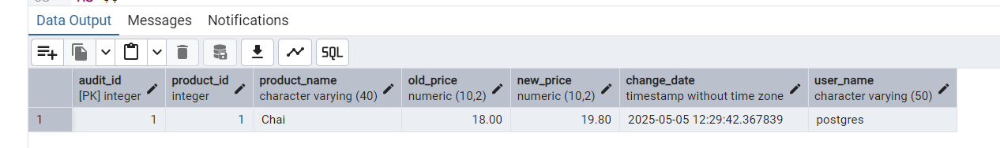 Data Output Messages Notifications
SQL
audit_id product_id product_name old_price new_price change_date user_name
[PK] integer integer character varying (40) numeric (10,2) numeric (10,2) timestamp without time zone character varying (50)
1 1 1 Chai 18.00 19.80 2025-05-05 12:29:42.367839 postgres